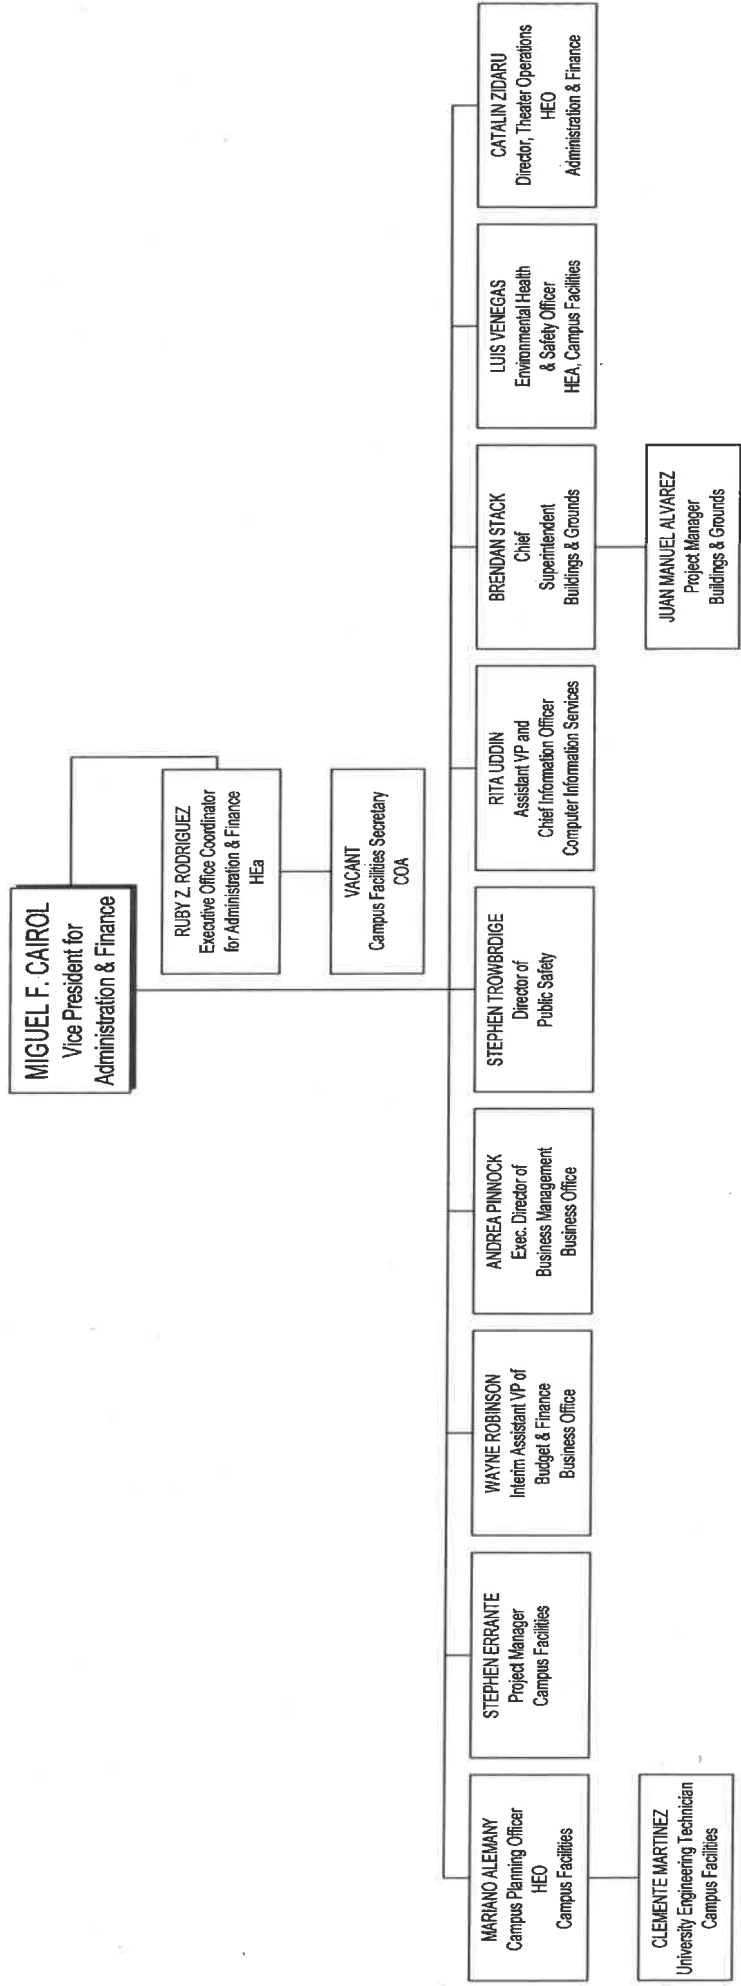 MIGUEL F. CAIROL
Vice President for
Administration & Finance
RUBY Z. RODRIGUEZ
Executive Office Coordinator
for Administration & Finance
HEa
VACANT
Campus Facilities Secretary
COA
MARIANO ALEMANY
Campus Planning Officer
HEO
Campus Facilities
STEPHEN ERRANTE
Project Manager
Campus Facilities
WAYNE ROBINSON
Interim Assistant VP of
Budget & Finance
Business Office
ANDREA PINNOCK
Exec. Director of
Business Management
Business Office
STEPHEN TROWBRDIGE
Director of
Public Safety
RITA UDDIN
Assistant VP and
Chief Information Officer
Computer Information Services
BRENDAN STACK
Chief
Superintendent
Buildings & Grounds
LUIS VENEGAS
Environmental Health
& Safety Officer
HEA, Campus Facilities
CATALIN ZIDARU
Director, Theater Operations
HEO
Administration & Finance
CLEMENTE MARTINEZ
University Engineering Technician
Campus Facilities
JUAN MANUEL ALVAREZ
Project Manager
Buildings & Grounds